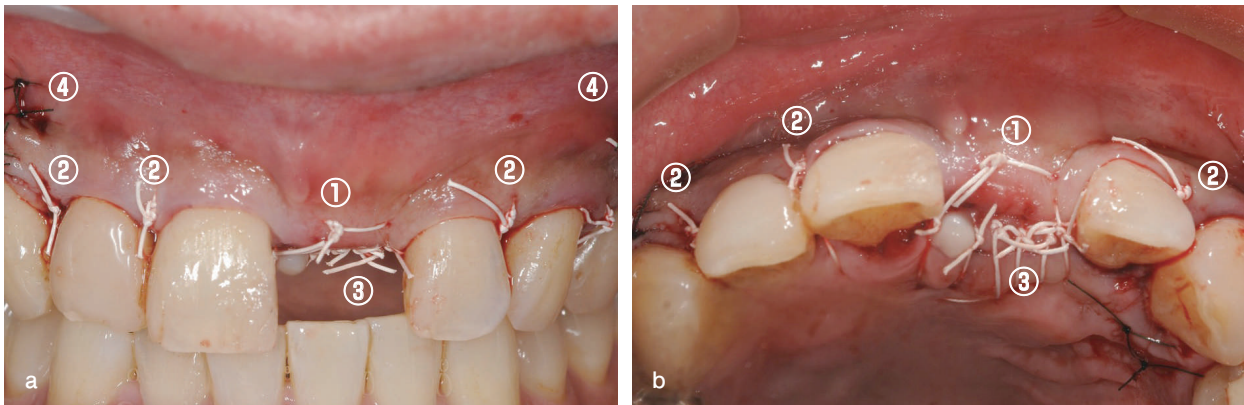 ④ ④
② ② ① ②
③
a
② ② ① ②
③
b